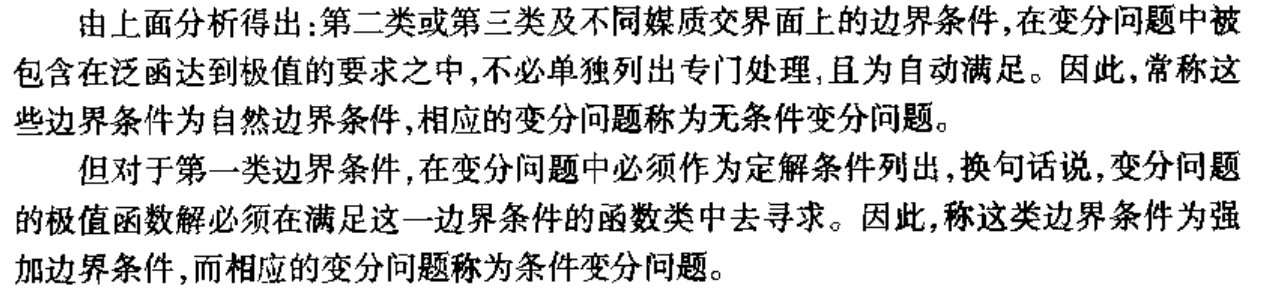 由上面分析得出:第二类或第三类及不同媒质交界面上的边界条件,在变分问题中被
包含在泛函达到极值的要求之中,不必单独列出专门处理,且为自动满足。因此,常称这
些边界条件为自然边界条件,相应的变分问题称为无条件变分问题。
但对于第一类边界条件,在变分问题中必须作为定解条件列出,换句话说,变分问题
的极值函数解必须在满足这一边界条件的函数类中去寻求。因此,称这类边界条件为强
加边界条件,而相应的变分问题称为条件变分问题。